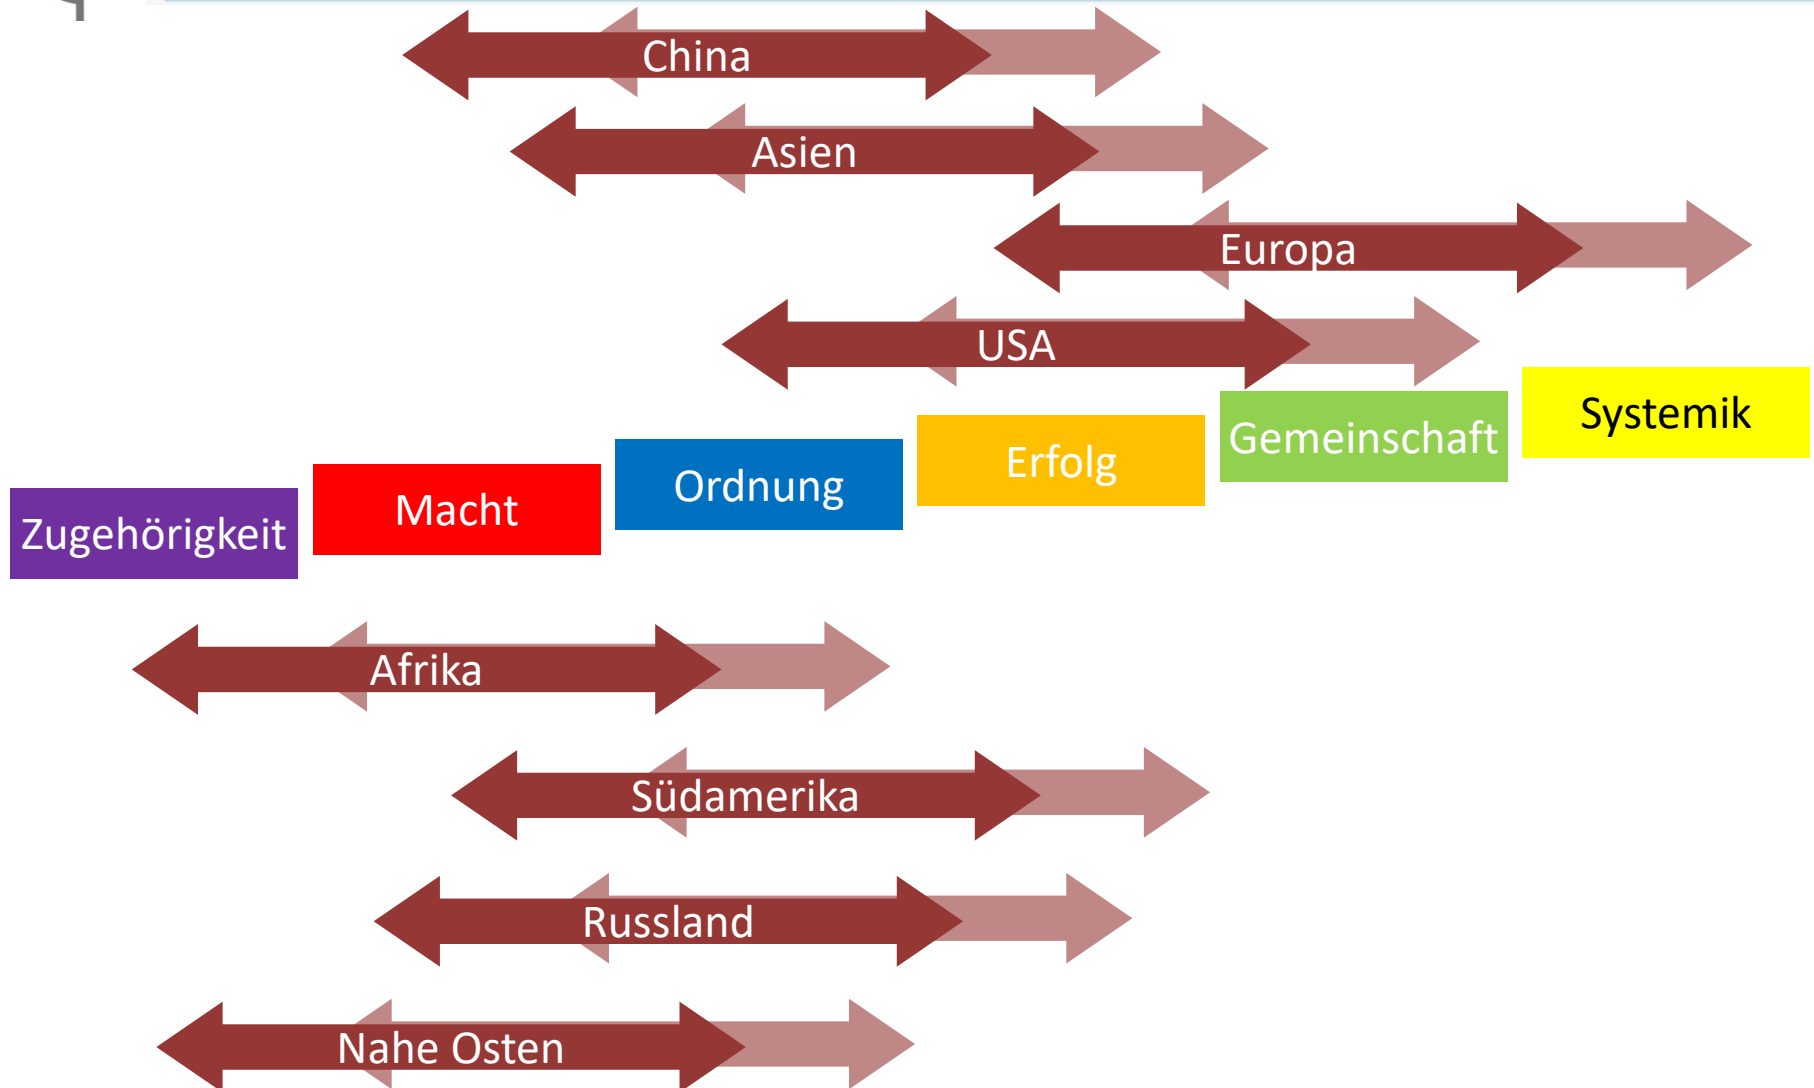 China
Asien
Europa
USA
Systemik
Gemeinschaft
Erfolg
Ordnung
Macht
Zugehörigkeit
Afrika
Südamerika
Russland
Nahe Osten